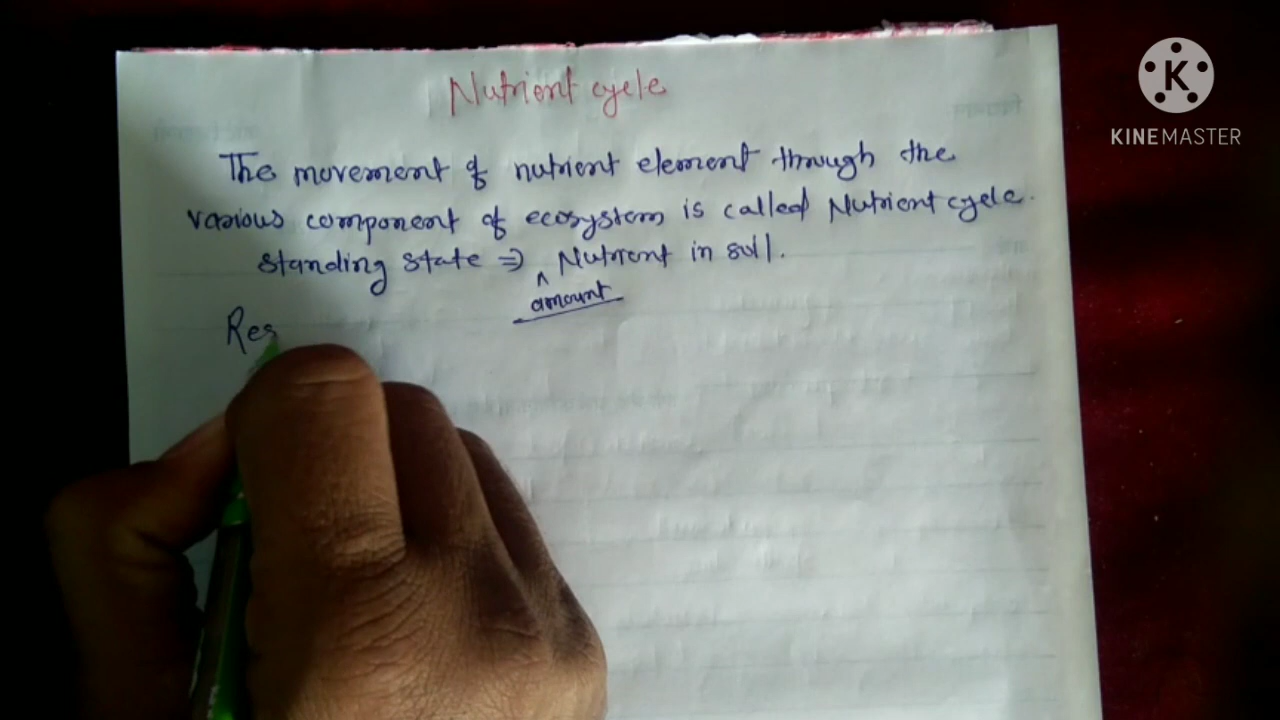 Nutrient cycle
The movement of nutrient element through the
various component of ecosystem is called Nutrient cycle.
standing state ⇒ ^ Nutrient in soil.
amount
Res
K
KINEMASTER